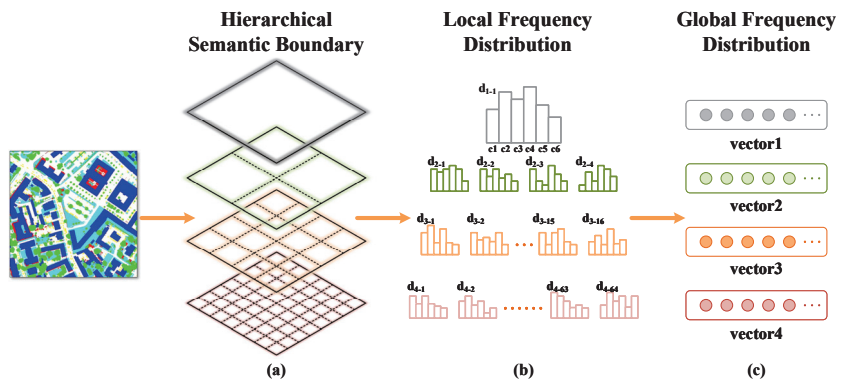 Hierarchical
Semantic Boundary
Local Frequency
Distribution
Global Frequency
Distribution
d1-1
c1 c2 c3 c4 c5 c6
d2-1 d2-2 d2-3 d2-4
d3-1 d3-2 d3-15 d3-16
d4-1 d4-2 d4-63 d4-64
vector1
vector2
vector3
vector4
(a) (b) (c)